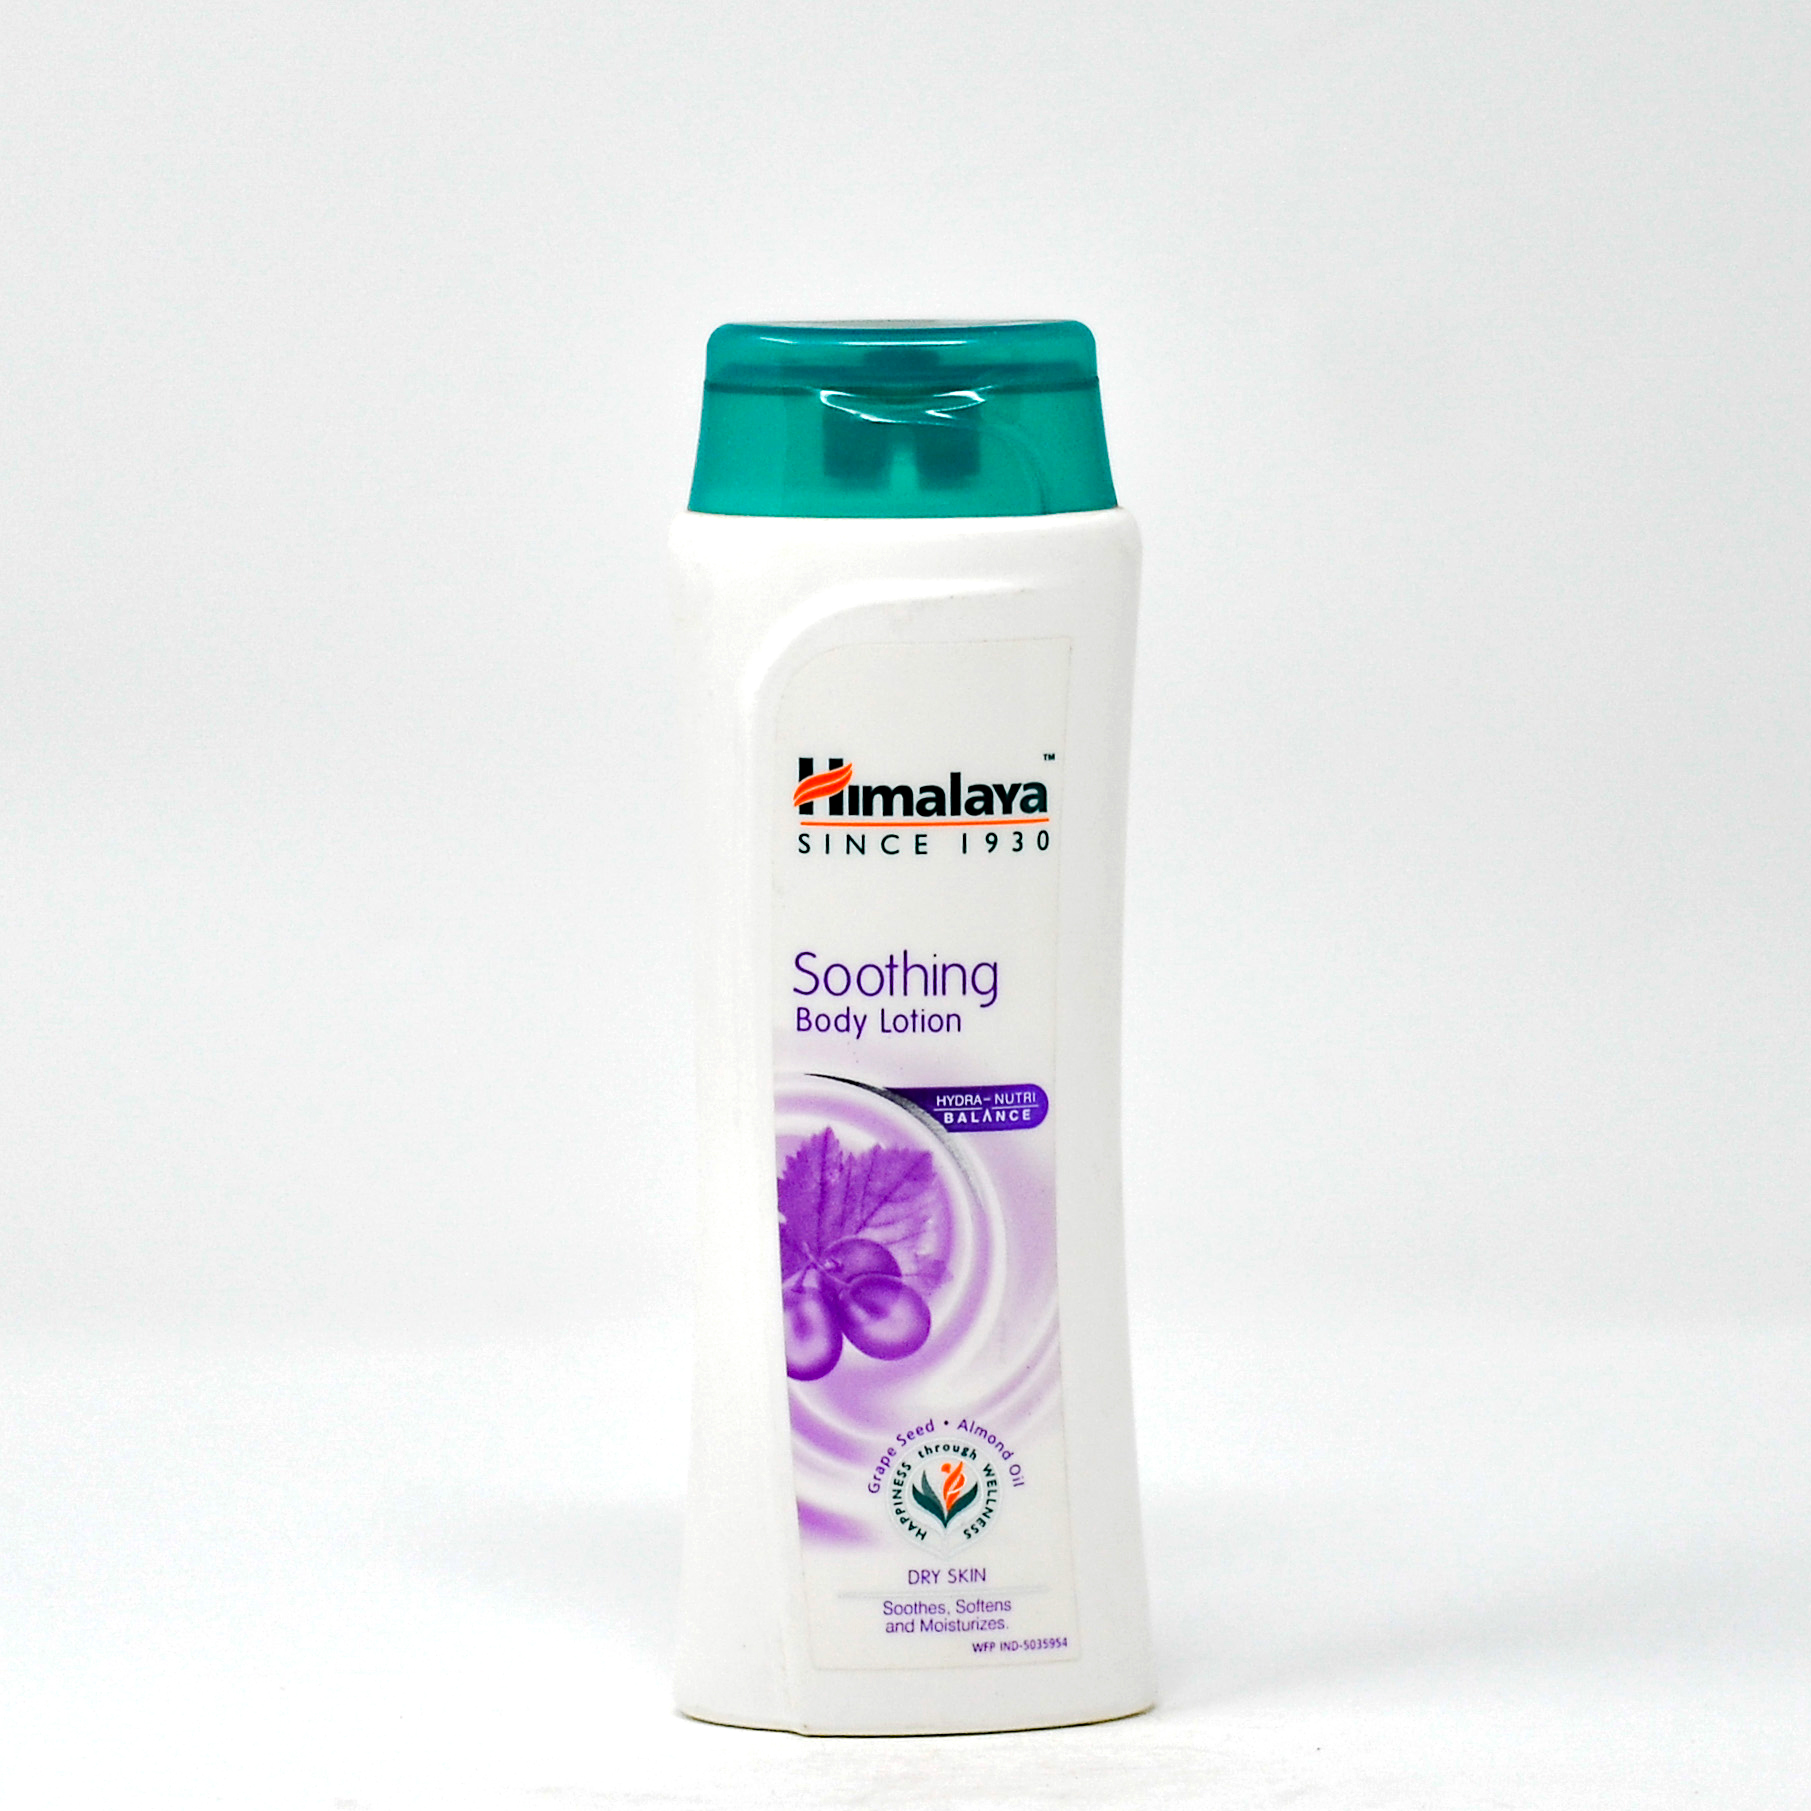 Himalaya™
SINCE 1930
Soothing
Body Lotion
HYDRA-NUTRI
BALANCE
Grape Seed • Almond Oil
HAPPINESS through WELLNESS
DRY SKIN
Soothes, Softens
and Moisturizes.
WFP IND-5035954